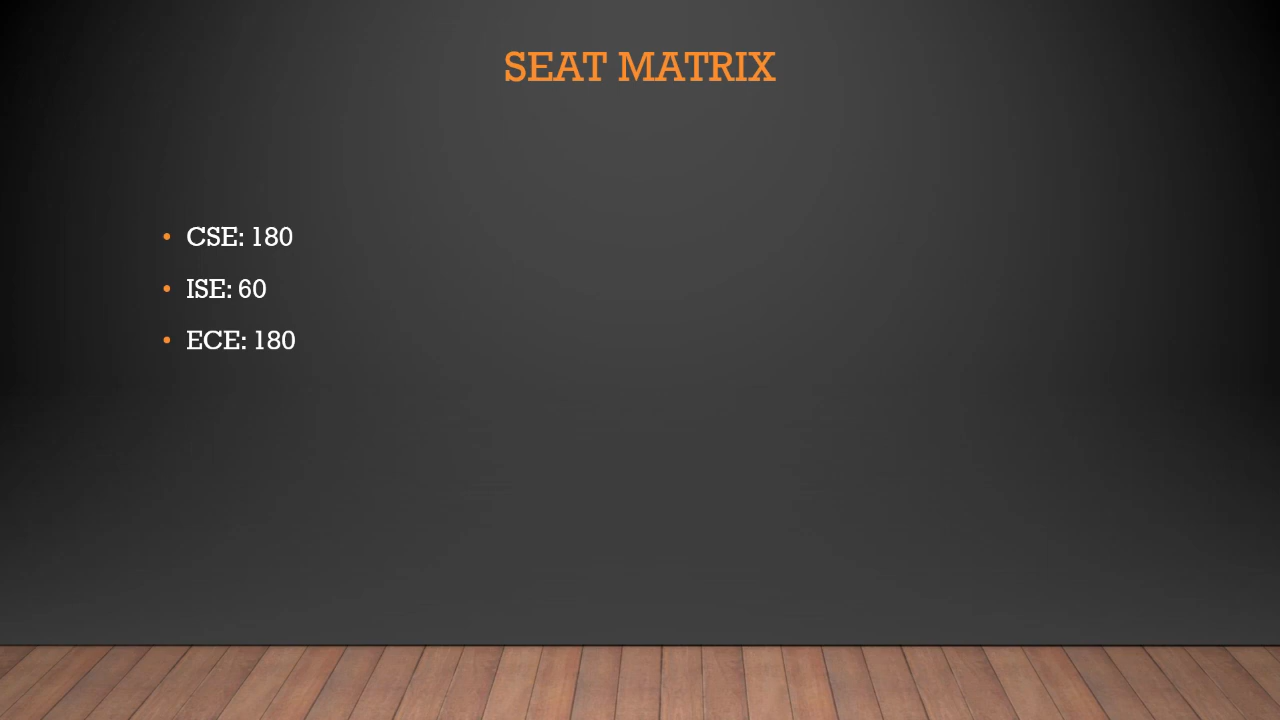 SEAT MATRIX
• CSE: 180
• ISE: 60
• ECE: 180